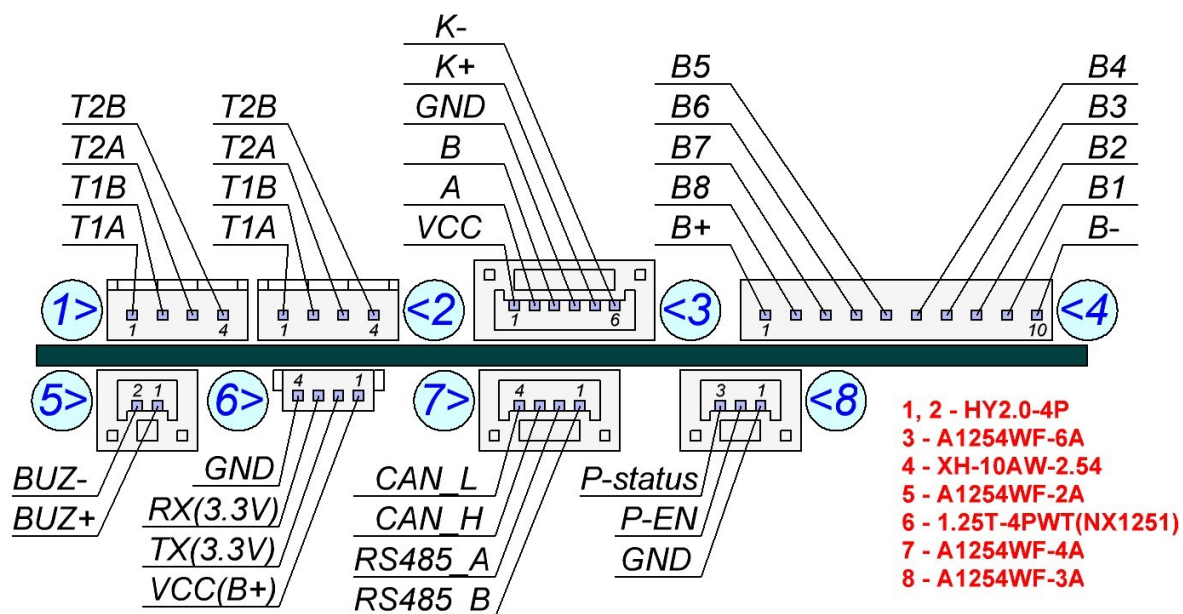 K-
K+
GND
B
A
VCC
T2B
T2A
T1B
T1A
T2B
T2A
T1B
T1A
B5
B6
B7
B8
B+
B4
B3
B2
B1
B-
1>
1 4
1 4
<2
1 6
<3
1 10
<4
5>
2 1
6>
4 1
7>
4 1
3 1
<8
BUZ-
BUZ+
GND
RX(3.3V)
TX(3.3V)
VCC(B+)
CAN_L
CAN_H
RS485_A
RS485_B
P-status
P-EN
GND
1, 2 - HY2.0-4P
3 - A1254WF-6A
4 - XH-10AW-2.54
5 - A1254WF-2A
6 - 1.25T-4PWT(NX1251)
7 - A1254WF-4A
8 - A1254WF-3A